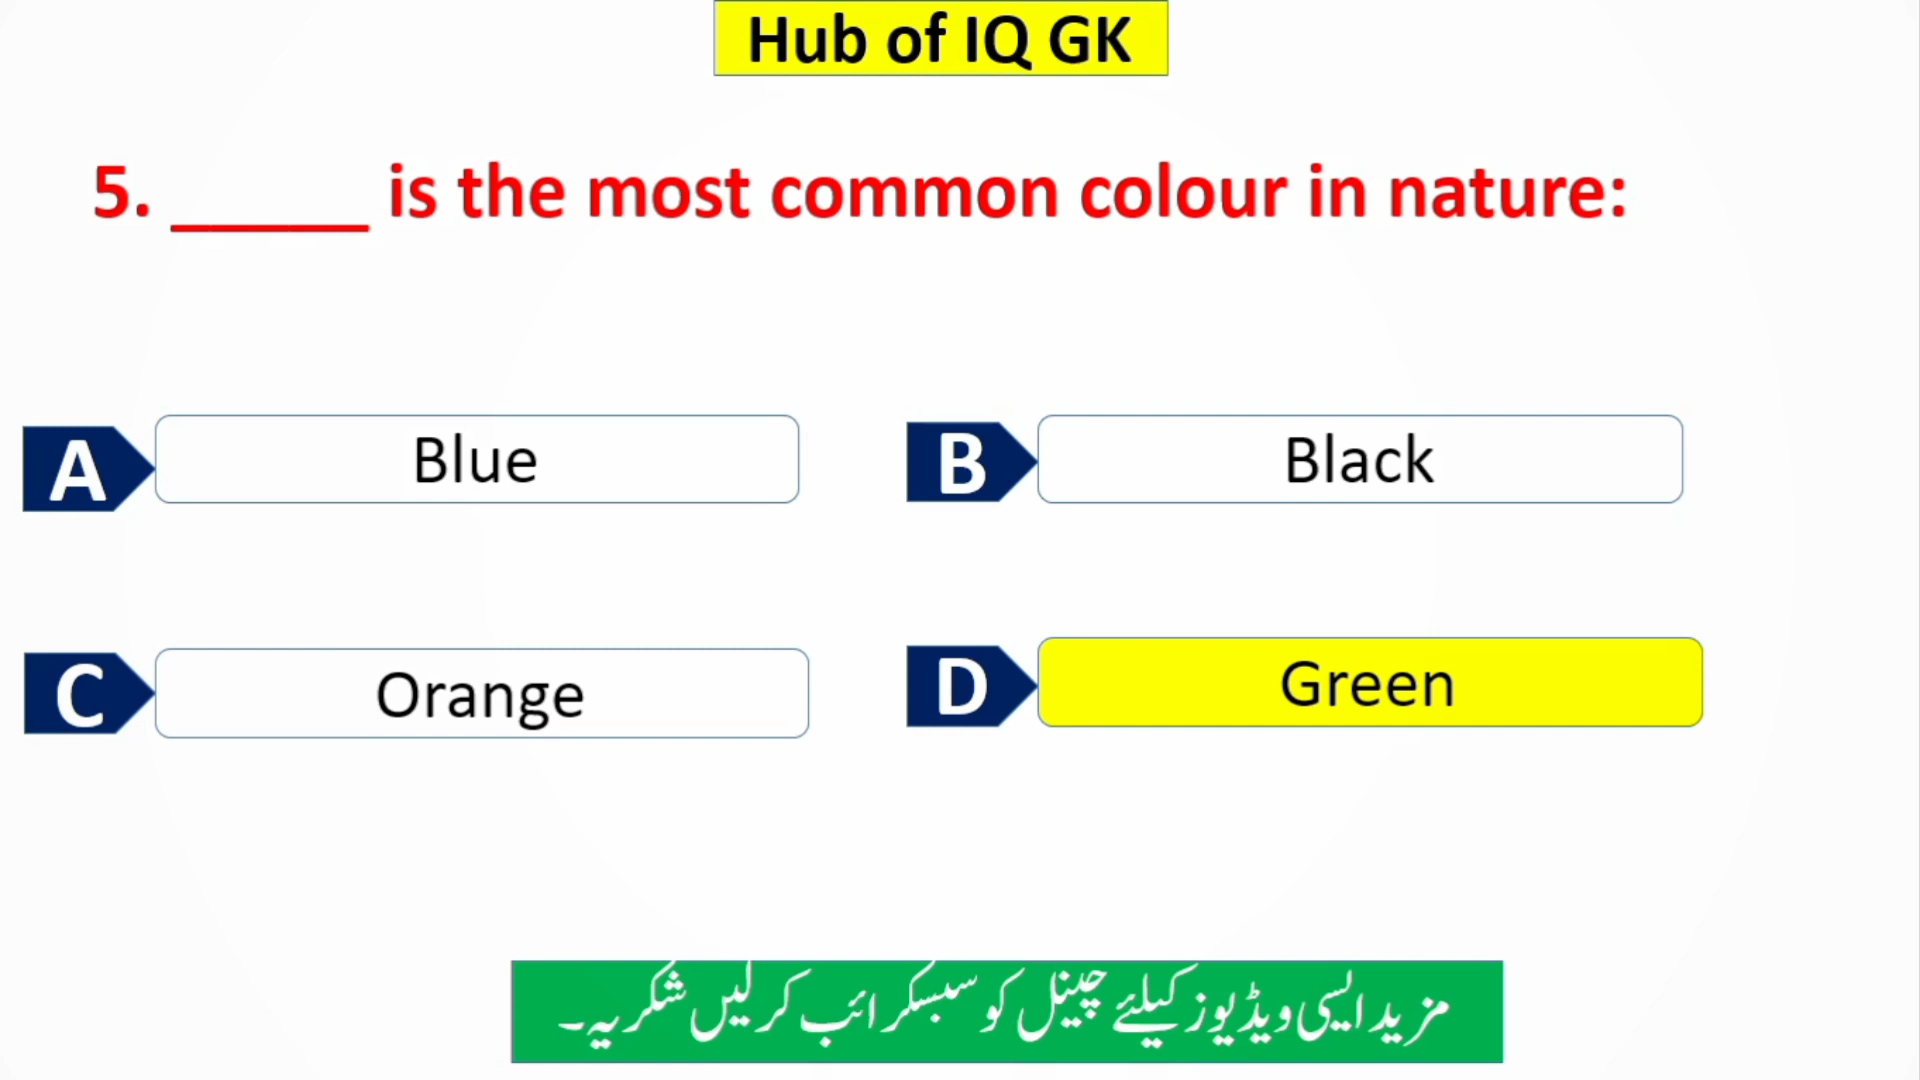 Hub of IQ GK
5. _____ is the most common colour in nature:
A Blue
B Black
C Orange
D Green
مزید ایسی ویڈیوز کیلئے چینل کو سبسکرائب کر لیں شکریہ۔